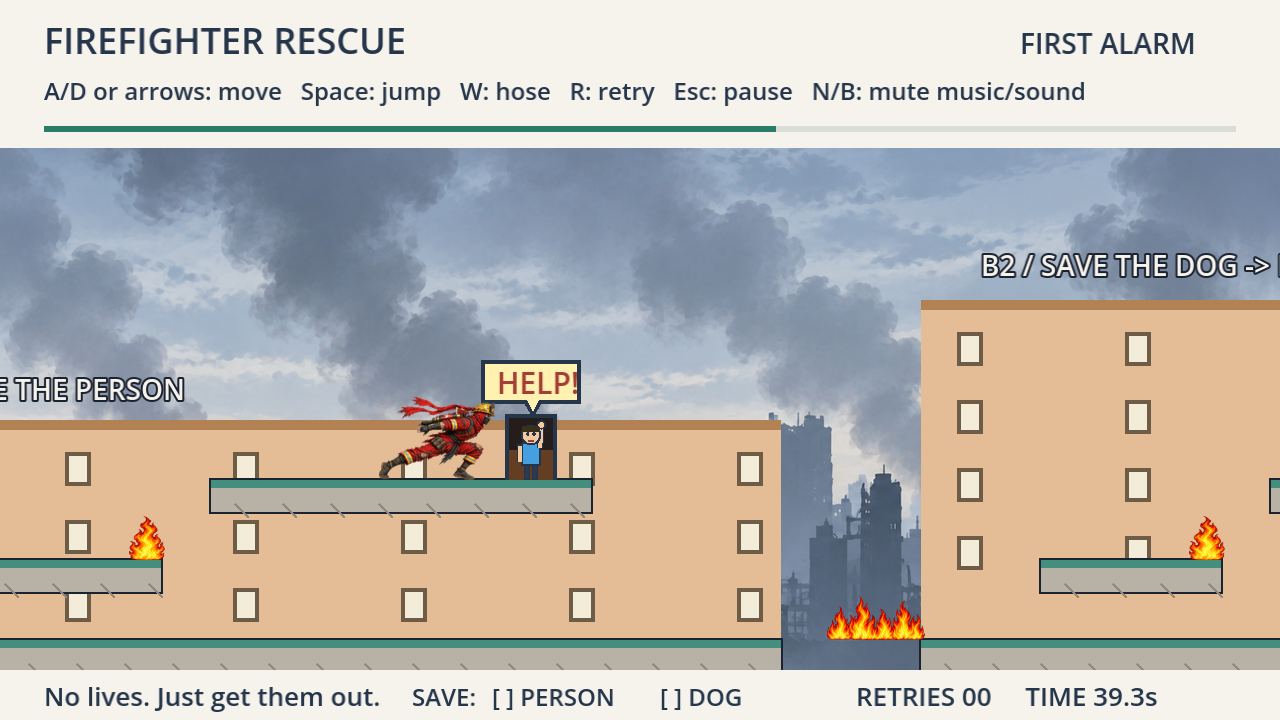 FIREFIGHTER RESCUE
FIRST ALARM
A/D or arrows: move   Space: jump   W: hose   R: retry   Esc: pause   N/B: mute music/sound
B2 / SAVE THE DOG ->
HELP!
E THE PERSON
No lives. Just get them out.   SAVE:   [ ] PERSON   [ ] DOG   RETRIES 00   TIME 39.3s